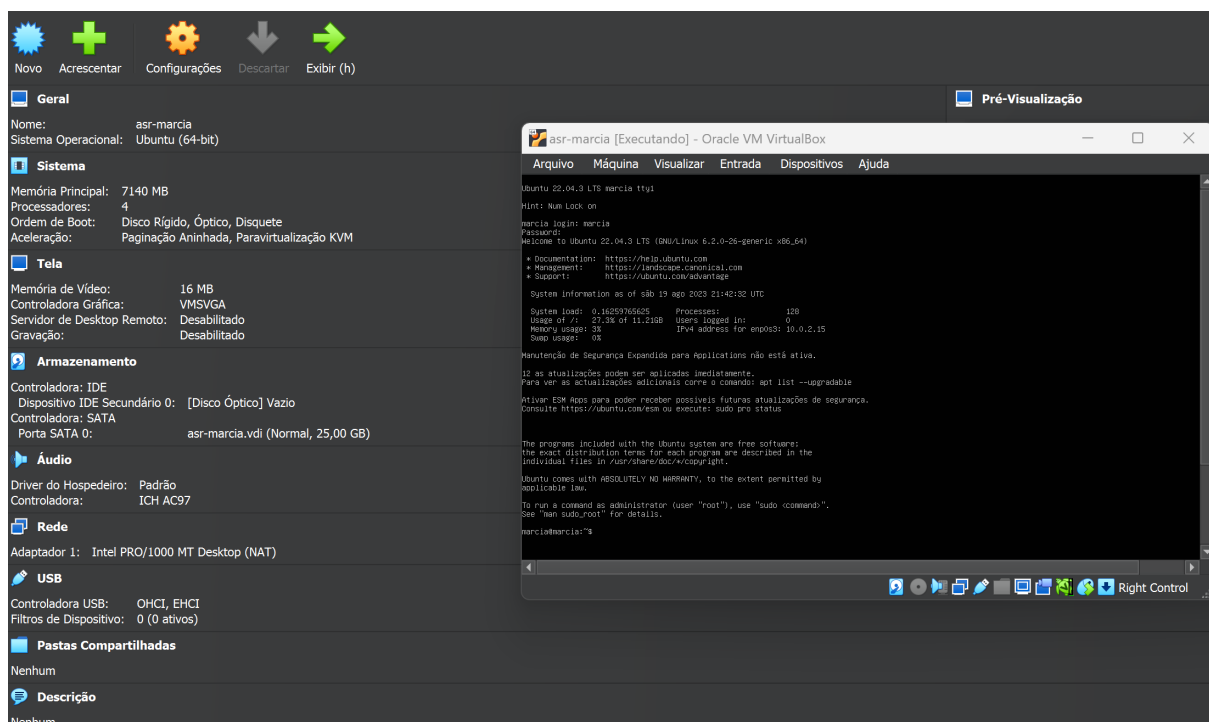 Novo Acrescentar Configurações Descartar Exibir (h)
Geral
Nome: asr-marcia
Sistema Operacional: Ubuntu (64-bit)
Sistema
Memória Principal: 7140 MB
Processadores: 4
Ordem de Boot: Disco Rígido, Óptico, Disquete
Aceleração: Paginação Aninhada, Paravirtualização KVM
Tela
Memória de Vídeo: 16 MB
Controladora Gráfica: VMSVGA
Servidor de Desktop Remoto: Desabilitado
Gravação: Desabilitado
Armazenamento
Controladora: IDE
Dispositivo IDE Secundário 0: [Disco Óptico] Vazio
Controladora: SATA
Porta SATA 0: asr-marcia.vdi (Normal, 25,00 GB)
Áudio
Driver do Hospedeiro: Padrão
Controladora: ICH AC97
Rede
Adaptador 1: Intel PRO/1000 MT Desktop (NAT)
USB
Controladora USB: OHCI, EHCI
Filtros de Dispositivo: 0 (0 ativos)
Pastas Compartilhadas
Nenhum
Descrição
Nenhum
Pré-Visualização
asr-marcia [Executando] - Oracle VM VirtualBox
Arquivo Máquina Visualizar Entrada Dispositivos Ajuda
Ubuntu 22.04.3 LTS marcia tty1
Hint: Num Lock on
marcia login: marcia
Password:
Welcome to Ubuntu 22.04.3 LTS (GNU/Linux 6.2.0-26-generic x86_64)
* Documentation: https://help.ubuntu.com
* Management: https://landscape.canonical.com
* Support: https://ubuntu.com/advantage
System information as of sáb 19 ago 2023 21:42:32 UTC
System load: 0.16259765625 Processes: 128
Usage of /: 27.3% of 11.21GB Users logged in: 0
Memory usage: 3% IPv4 address for enp0s3: 10.0.2.15
Swap usage: 0%
Manutenção de Segurança Expandida para Applications não está ativa.
12 as atualizações podem ser aplicadas imediatamente.
Para ver as actualizações adicionais corre o comando: apt list --upgradable
Ativar ESM Apps para poder receber possiveis futuras atualizações de segurança.
Consulte https://ubuntu.com/esm ou execute: sudo pro status
The programs included with the Ubuntu system are free software;
the exact distribution terms for each program are described in the
individual files in /usr/share/doc/*/copyright.
Ubuntu comes with ABSOLUTELY NO WARRANTY, to the extent permitted by
applicable law.
To run a command as administrator (user "root"), use "sudo <command>".
See "man sudo_root" for details.
marcia@marcia:~$
Right Control